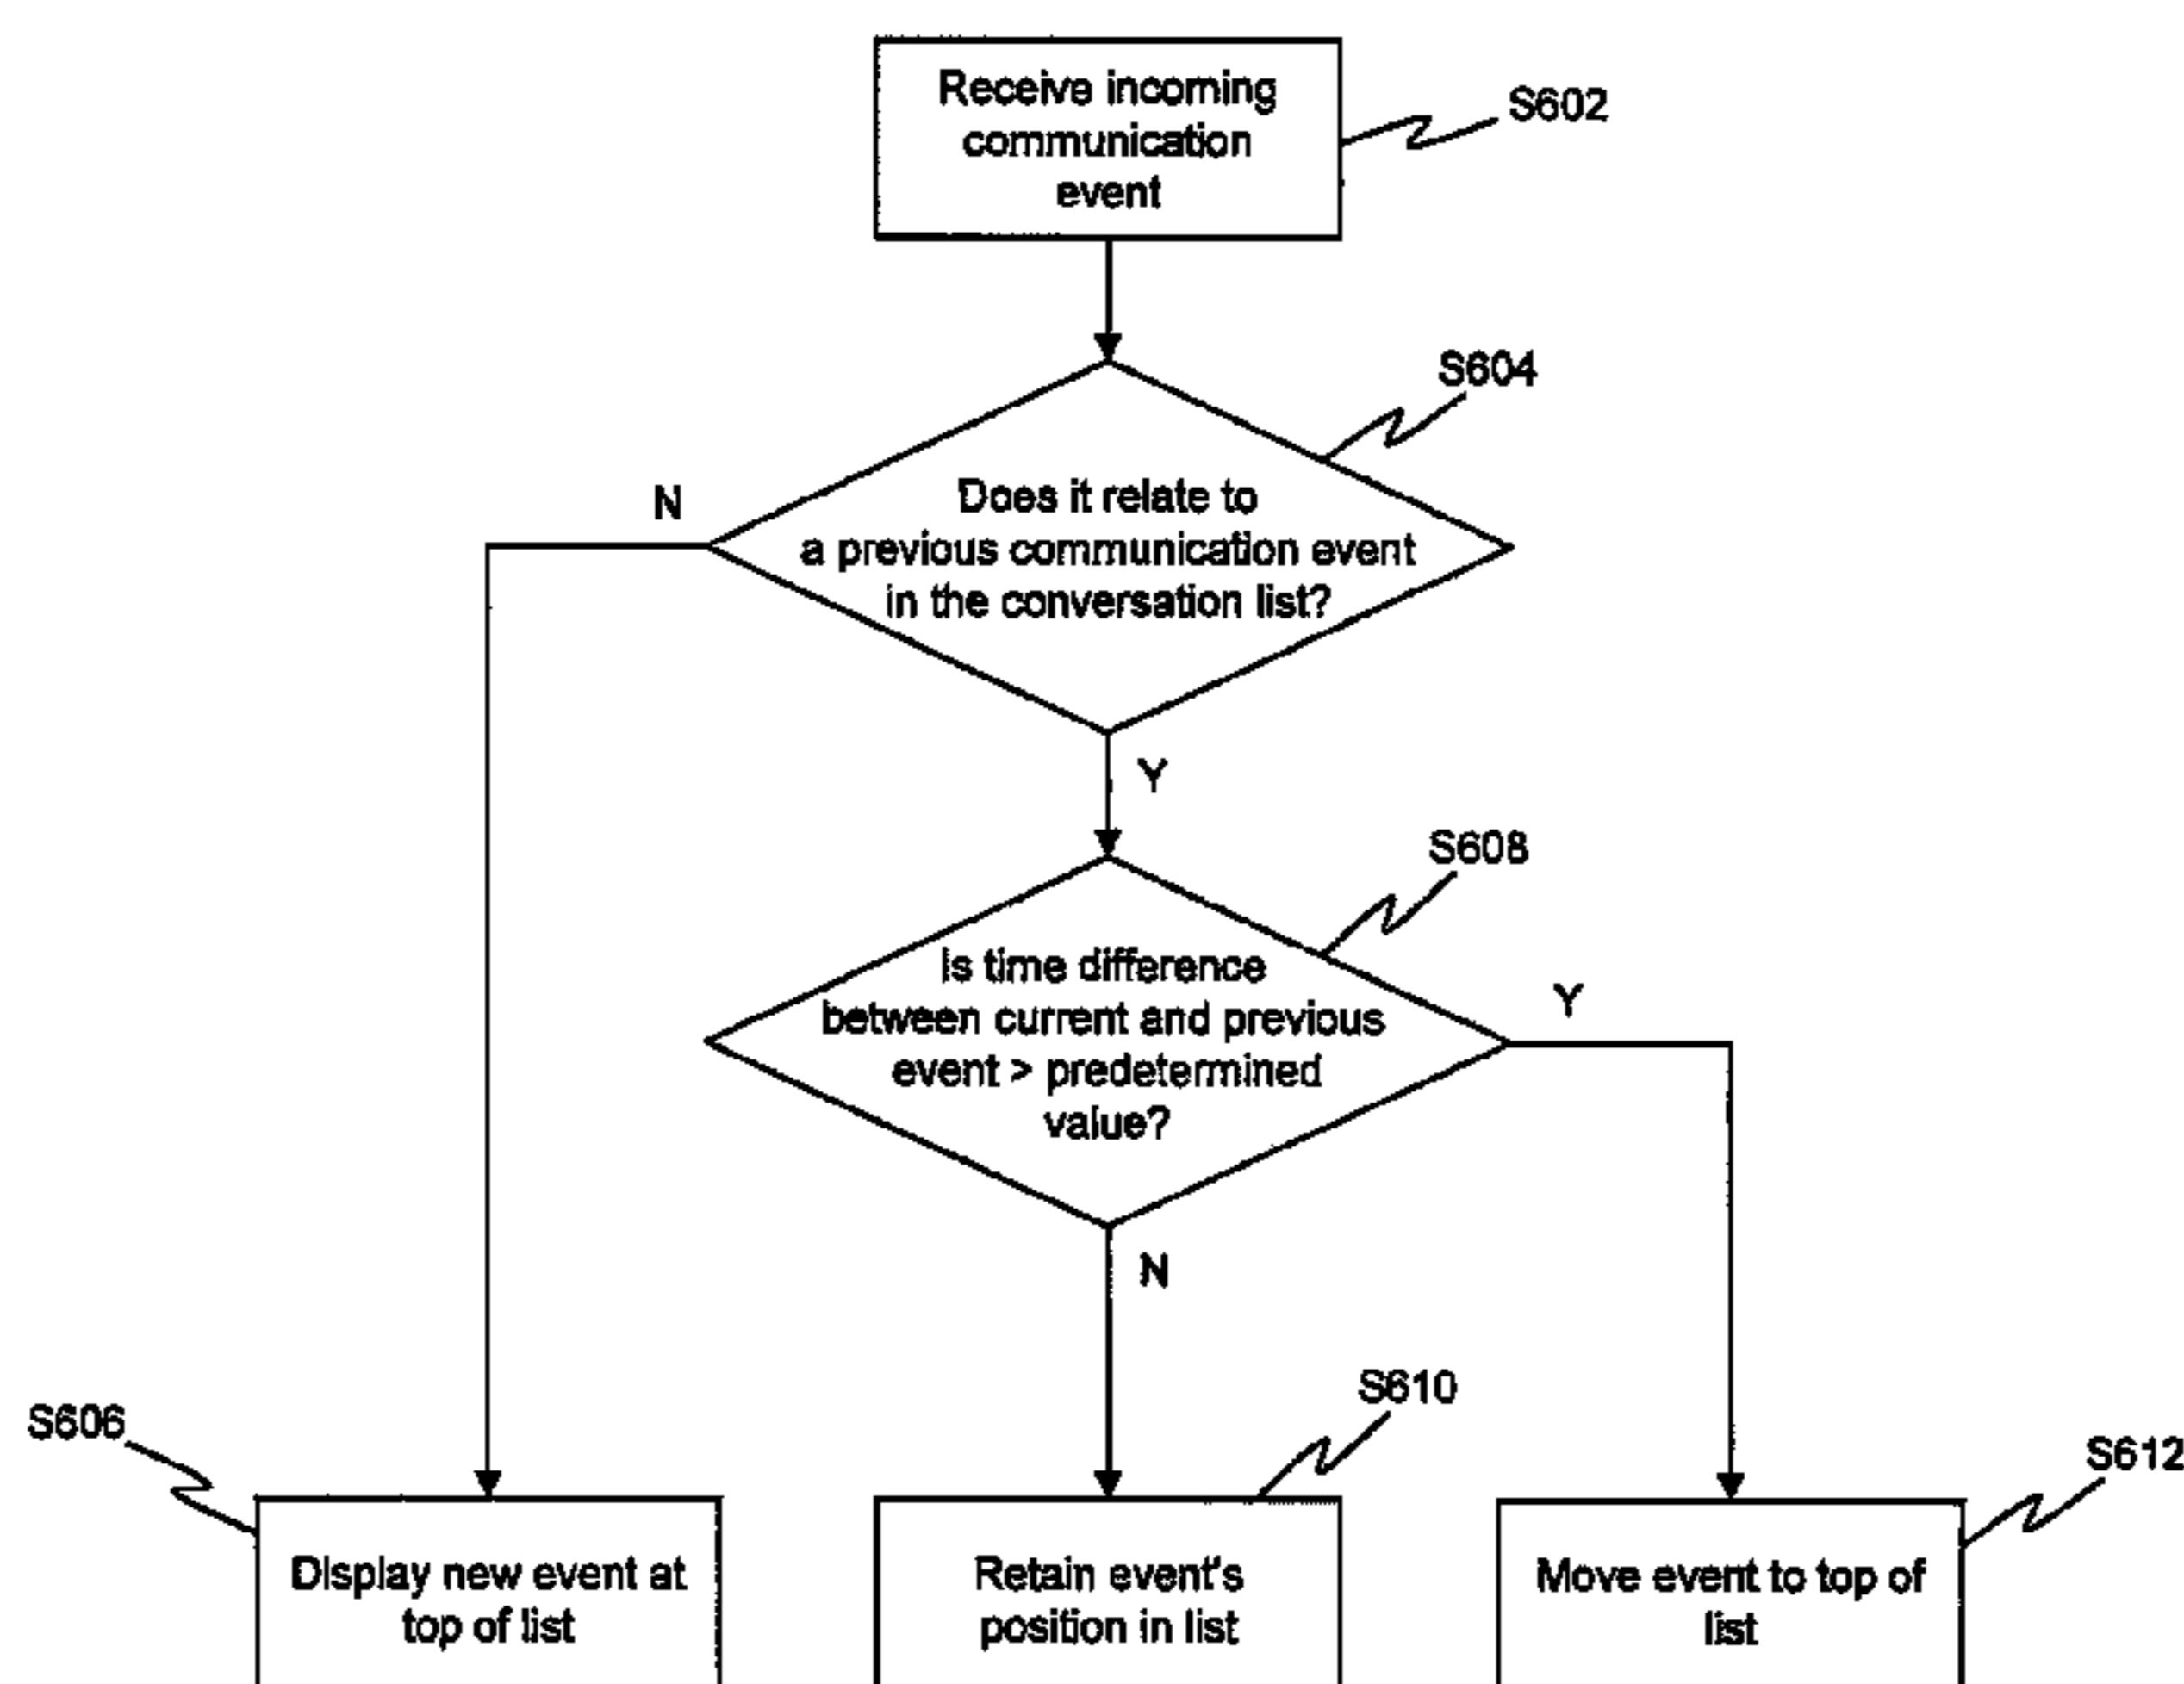 Receive incoming
communication
event
S602
S604
N
Does it relate to
a previous communication event
in the conversation list?
Y
S608
Is time difference
between current and previous
event > predetermined
value?
Y
N
S606
S610
S612
Display new event at
top of list
Retain event's
position in list
Move event to top of
list